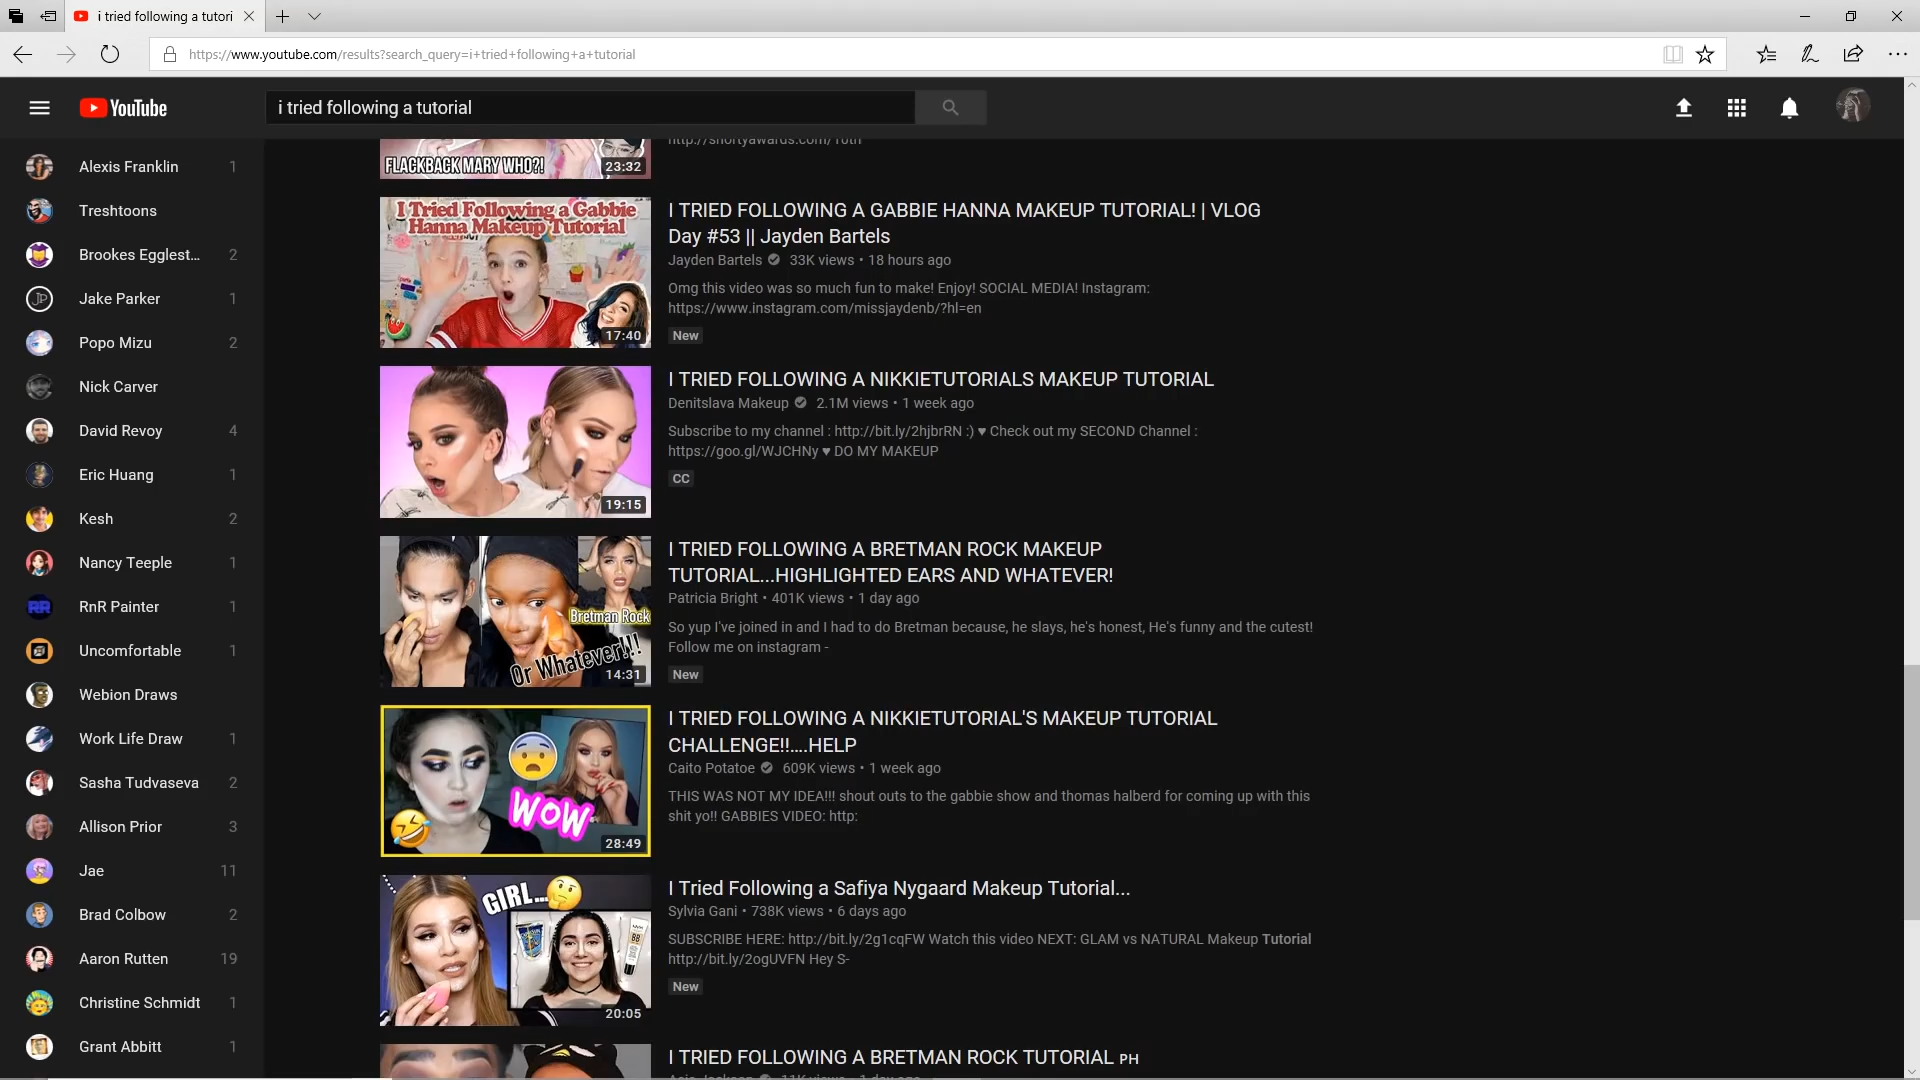 i tried following a tutori
https://www.youtube.com/results?search_query=i+tried+following+a+tutorial
YouTube
i tried following a tutorial
Alexis Franklin 1
Treshtoons
Brookes Egglest... 2
Jake Parker 1
Popo Mizu 2
Nick Carver
David Revoy 4
Eric Huang 1
Kesh 2
Nancy Teeple 1
RnR Painter 1
Uncomfortable 1
Webion Draws
Work Life Draw 1
Sasha Tudvaseva 2
Allison Prior 3
Jae 11
Brad Colbow 2
Aaron Rutten 19
Christine Schmidt 1
Grant Abbitt 1
JP
RR
FLACKBACK MARY WHO?!
23:32
I Tried Following a Gabbie
Hanna Makeup Tutorial
17:40
I TRIED FOLLOWING A GABBIE HANNA MAKEUP TUTORIAL! | VLOG
Day #53 || Jayden Bartels
Jayden Bartels 33K views • 18 hours ago
Omg this video was so much fun to make! Enjoy! SOCIAL MEDIA! Instagram:
https://www.instagram.com/missjaydenb/?hl=en
New
19:15
I TRIED FOLLOWING A NIKKIETUTORIALS MAKEUP TUTORIAL
Denitslava Makeup 2.1M views • 1 week ago
Subscribe to my channel : http://bit.ly/2hjbrRN :) ♥ Check out my SECOND Channel :
https://goo.gl/WJCHNy ♥ DO MY MAKEUP
CC
Bretman Rock
Or Whatever!!!
14:31
I TRIED FOLLOWING A BRETMAN ROCK MAKEUP
TUTORIAL...HIGHLIGHTED EARS AND WHATEVER!
Patricia Bright • 401K views • 1 day ago
So yup I've joined in and I had to do Bretman because, he slays, he's honest, He's funny and the cutest!
Follow me on instagram -
New
WOW
28:49
I TRIED FOLLOWING A NIKKIETUTORIAL'S MAKEUP TUTORIAL
CHALLENGE!!....HELP
Caito Potatoe 609K views • 1 week ago
THIS WAS NOT MY IDEA!!! shout outs to the gabbie show and thomas halberd for coming up with this
shit yo!! GABBIES VIDEO: http:
GIRL...
BB
20:05
I Tried Following a Safiya Nygaard Makeup Tutorial...
Sylvia Gani • 738K views • 6 days ago
SUBSCRIBE HERE: http://bit.ly/2g1cqFW Watch this video NEXT: GLAM vs NATURAL Makeup Tutorial
http://bit.ly/2ogUVFN Hey S-
New
I TRIED FOLLOWING A BRETMAN ROCK TUTORIAL PH